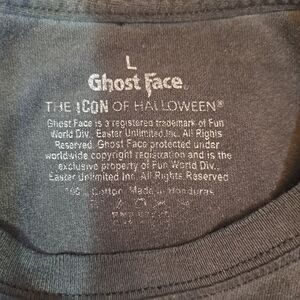 L
Ghost Face.
THE ICON OF HALLOWEEN®
Ghost Face is a registered trademark of Fun
World Div., Easter Unlimited Inc. All Rights
Reserved. Ghost Face protected under
worldwide copyright registration and is the
exclusive property of Fun World Div.,
Easter Unlimited Inc. All Rights Reserved
Cotton. Made in Honduras